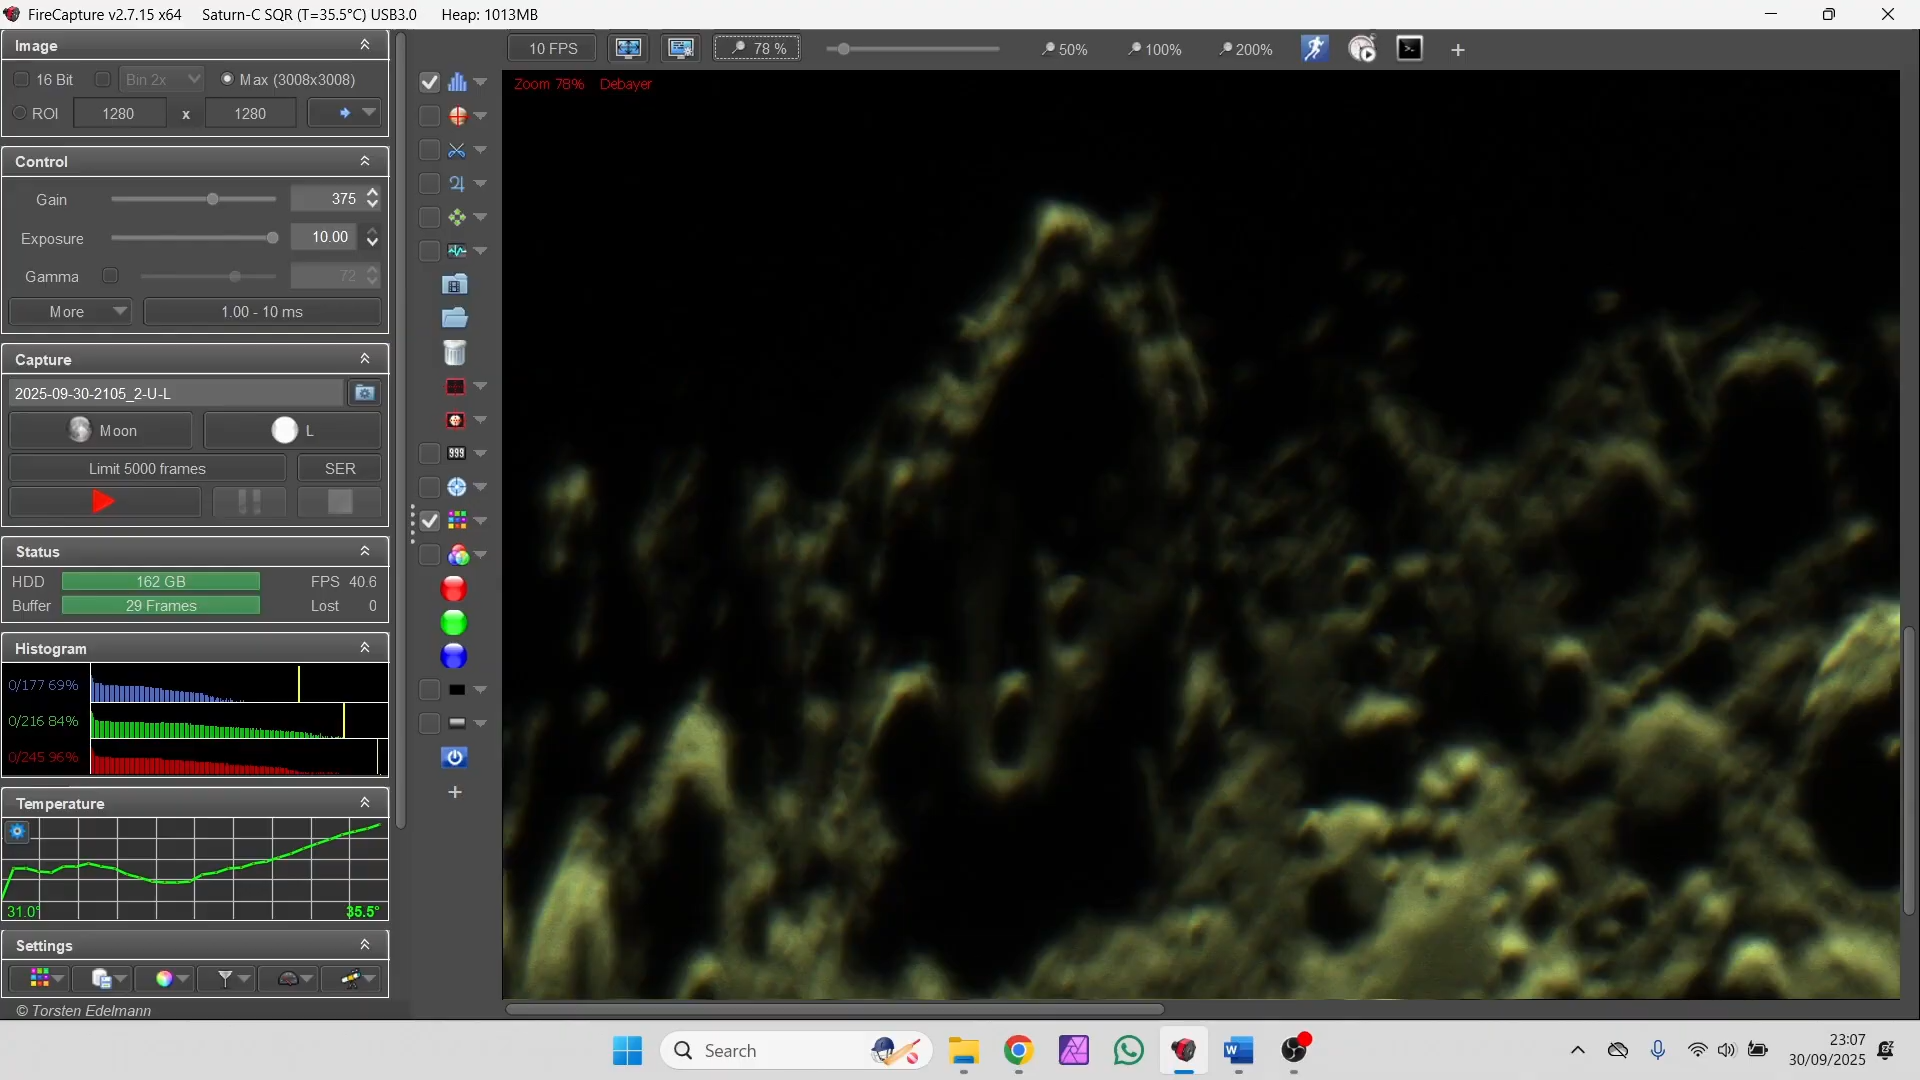 FireCapture v2.7.15 x64 Saturn-C SQR (T=35.5°C) USB3.0 Heap: 1013MB
Image
16 Bit Bin 2x Max (3008x3008)
ROI 1280 x 1280
Control
Gain 375
Exposure 10.00
Gamma 72
More 1.00 - 10 ms
Capture
2025-09-30-2105_2-U-L
Moon L
Limit 5000 frames SER
Status
HDD 162 GB FPS 40.6
Buffer 29 Frames Lost 0
Histogram
0/177 69%
0/216 84%
0/245 96%
Temperature
31.0° 35.5°
Settings
© Torsten Edelmann
10 FPS 78 % 50% 100% 200% +
999
+
Zoom 78% Debayer
Search
23:07
30/09/2025